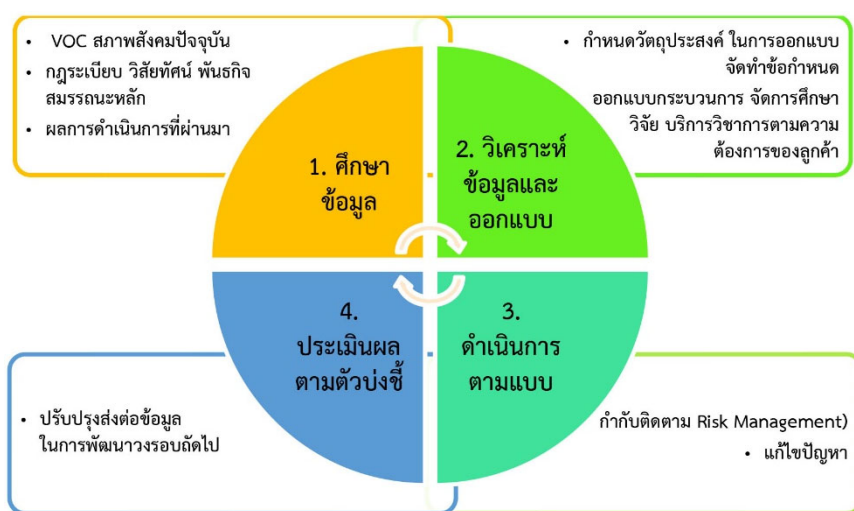 • VOC สภาพสังคมปัจจุบัน
• กฎระเบียบ วิสัยทัศน์ พันธกิจ
สมรรถนะหลัก
• ผลการดำเนินการที่ผ่านมา
• กำหนดวัตถุประสงค์ ในการออกแบบ
จัดทำข้อกำหนด
ออกแบบกระบวนการ จัดการศึกษา
วิจัย บริการวิชาการตามความ
ต้องการของลูกค้า
1. ศึกษา
ข้อมูล
2. วิเคราะห์
ข้อมูลและ
ออกแบบ
4.
ประเมินผล
ตามตัวบ่งชี้
3.
ดำเนินการ
ตามแบบ
• ปรับปรุงส่งต่อข้อมูล
ในการพัฒนาวงรอบถัดไป
กำกับติดตาม Risk Management)
• แก้ไขปัญหา